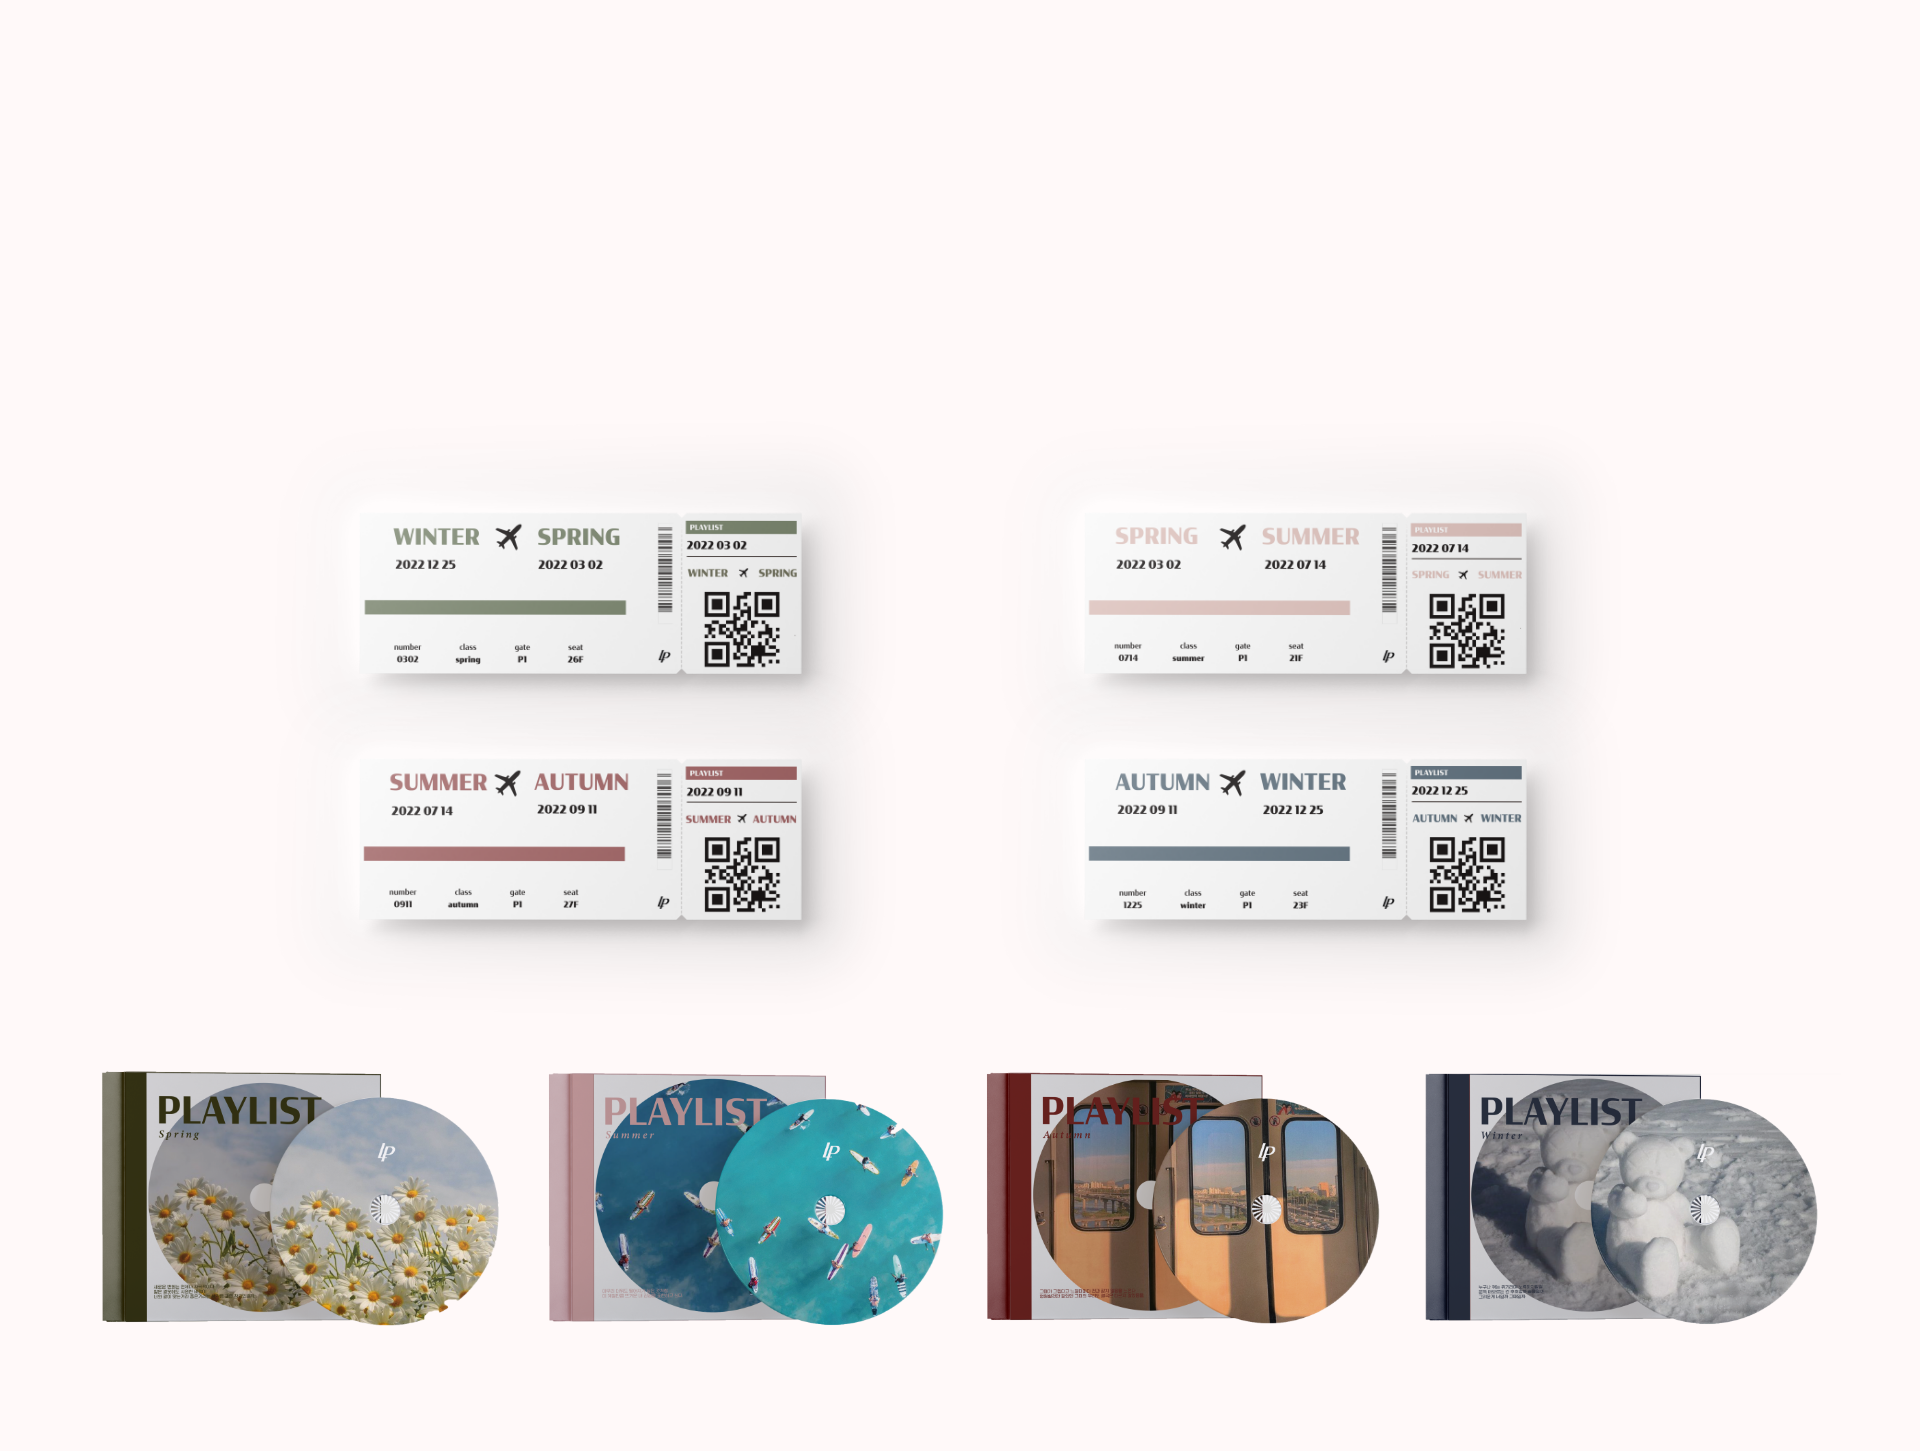 WINTER SPRING
2022 12 25 2022 03 02
number class gate seat
0302 spring P1 26F
lp
PLAYLIST
2022 03 02
WINTER SPRING
SPRING SUMMER
2022 03 02 2022 07 14
number class gate seat
0714 summer P1 21F
lp
PLAYLIST
2022 07 14
SPRING SUMMER
SUMMER AUTUMN
2022 07 14 2022 09 11
number class gate seat
0911 autumn P1 27F
lp
PLAYLIST
2022 09 11
SUMMER AUTUMN
AUTUMN WINTER
2022 09 11 2022 12 25
number class gate seat
1225 winter P1 23F
lp
PLAYLIST
2022 12 25
AUTUMN WINTER
PLAYLIST
Spring
lp
PLAYLIST
Summer
lp
PLAYLIST
Autumn
lp
PLAYLIST
Winter
lp